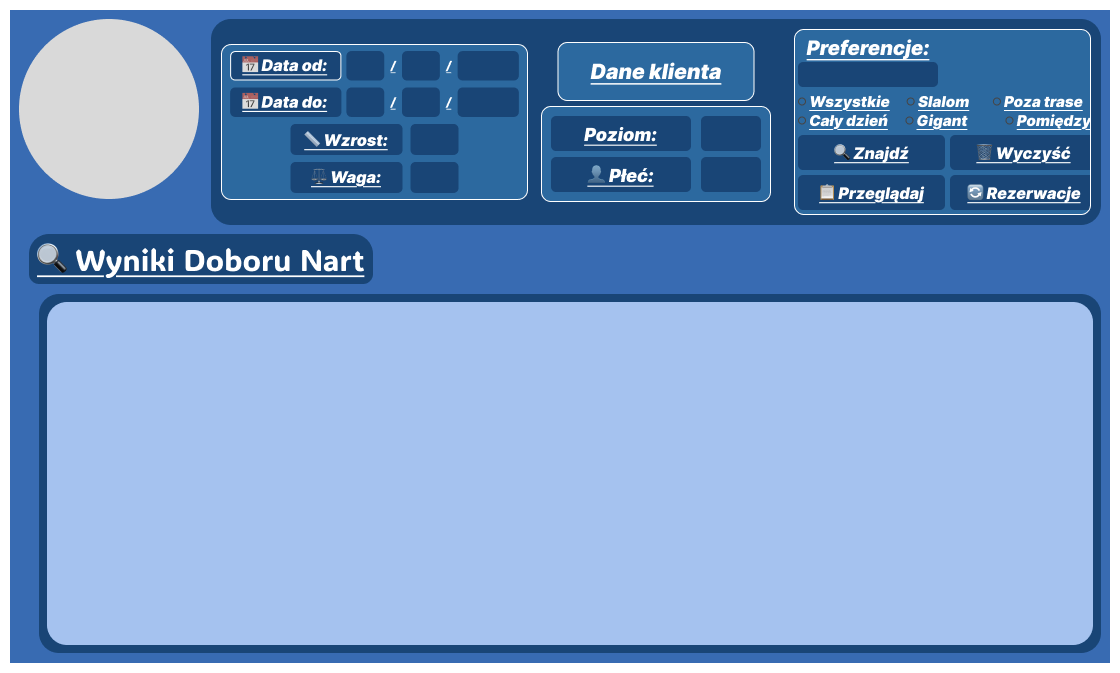 📅 Data od: / /
📅 Data do: / /
📏 Wzrost:
⚖️ Waga:
Dane klienta
Poziom:
👤 Płeć:
Preferencje:
Wszystkie Slalom Poza trase
Cały dzień Gigant Pomiędzy
🔍 Znajdź 🗑️ Wyczyść
📋 Przeglądaj 🔄 Rezerwacje
🔍 Wyniki Doboru Nart